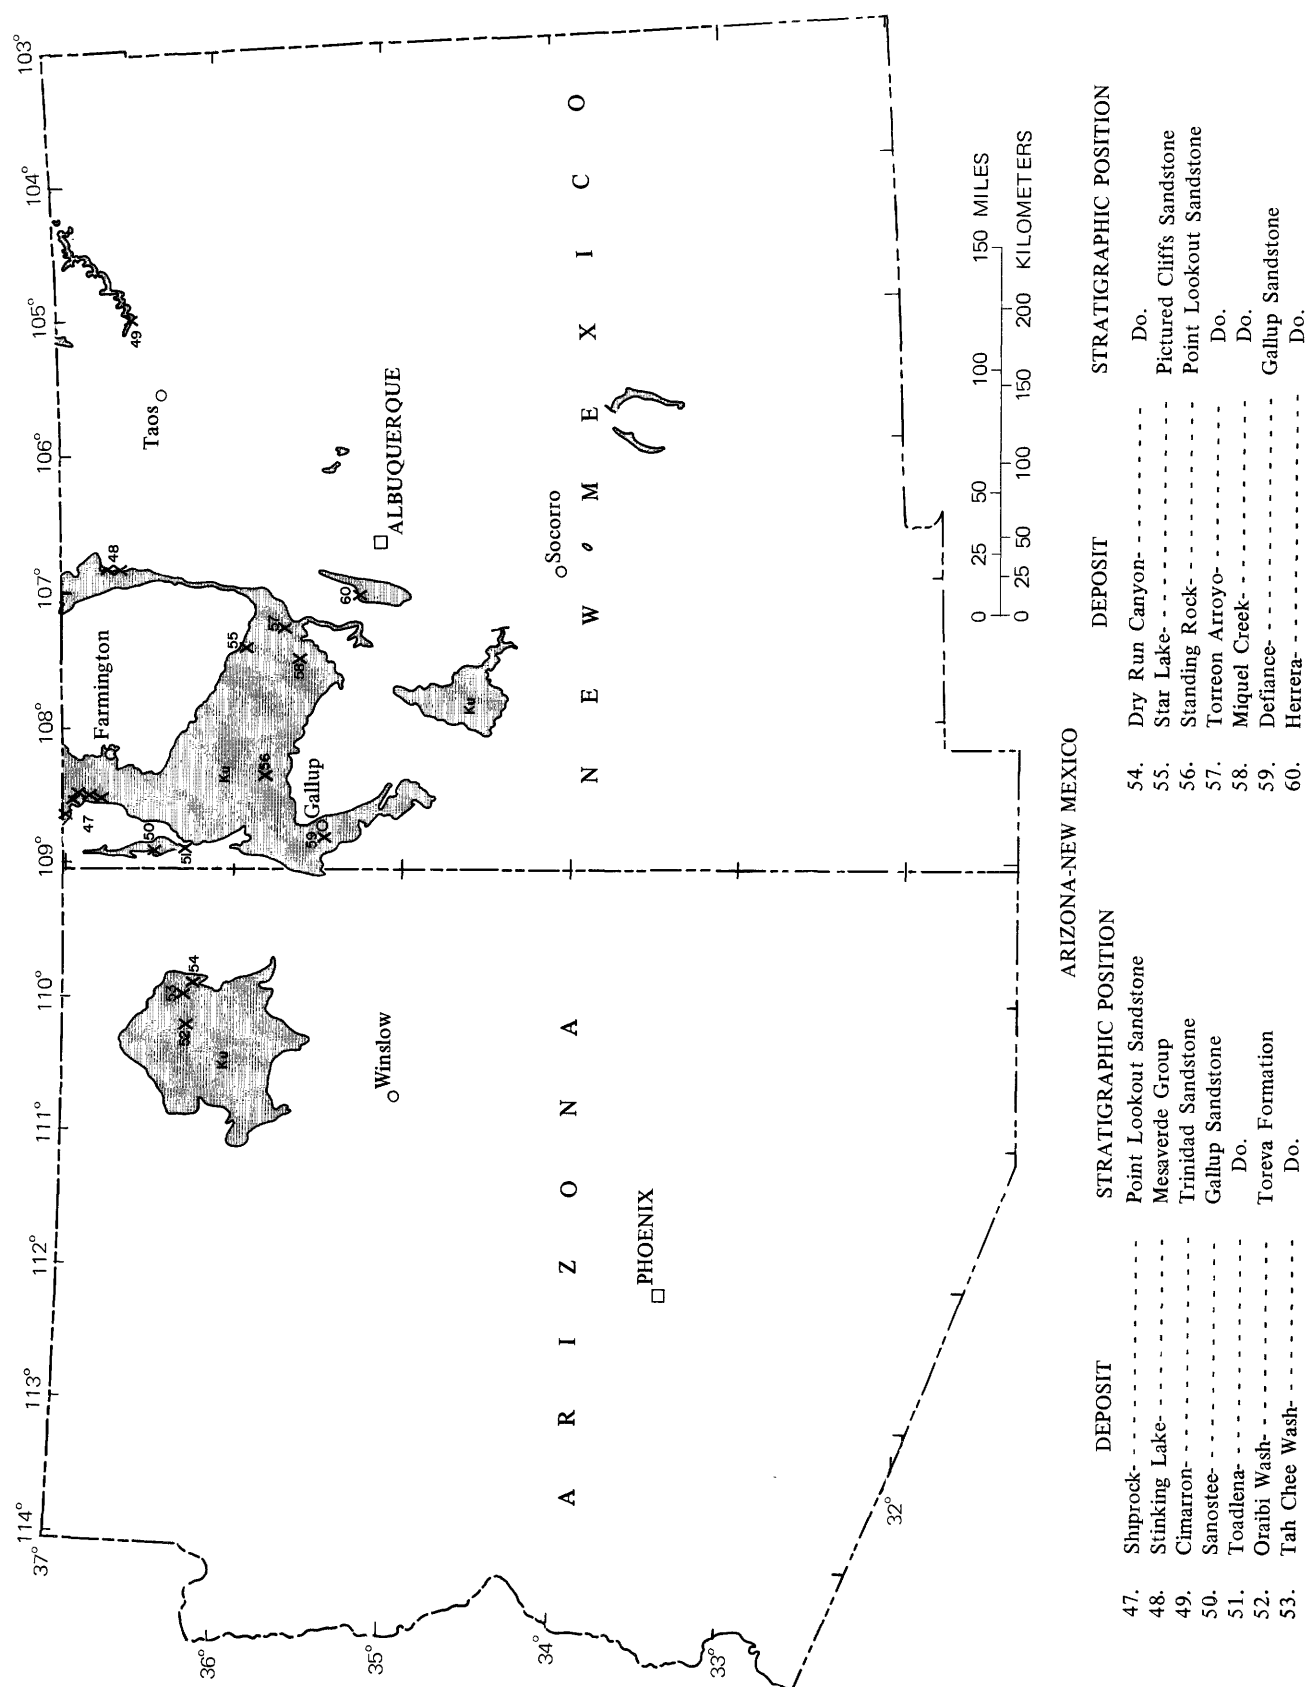 114°
113°
112°
111°
110°
109°
108°
107°
106°
105°
104°
103°
37°
36°
35°
34°
33°
32°
47
48
49
50
51
52
53
54
55
56
57
58
59
60
Ku
Ku
Ku
Farmington
Taos
Gallup
Winslow
ALBUQUERQUE
Socorro
PHOENIX
ARIZONA
NEW MEXICO
0 25 50 100 150 MILES
0 25 50 100 150 200 KILOMETERS
ARIZONA-NEW MEXICO
DEPOSIT STRATIGRAPHIC POSITION
47. Shiprock- - - - - - - - - - - - - - Point Lookout Sandstone
48. Stinking Lake- - - - - - - - - - - Mesaverde Group
49. Cimarron- - - - - - - - - - - - - Trinidad Sandstone
50. Sanostee- - - - - - - - - - - - - - Gallup Sandstone
51. Toadlena- - - - - - - - - - - - - Do.
52. Oraibi Wash- - - - - - - - - - - - Toreva Formation
53. Tah Chee Wash- - - - - - - - - - Do.
DEPOSIT STRATIGRAPHIC POSITION
54. Dry Run Canyon- - - - - - - - - - Do.
55. Star Lake- - - - - - - - - - - - - - Pictured Cliffs Sandstone
56. Standing Rock- - - - - - - - - - - Point Lookout Sandstone
57. Torreon Arroyo- - - - - - - - - - Do.
58. Miquel Creek- - - - - - - - - - - - Do.
59. Defiance- - - - - - - - - - - - - - Gallup Sandstone
60. Herrera- - - - - - - - - - - - - - Do.